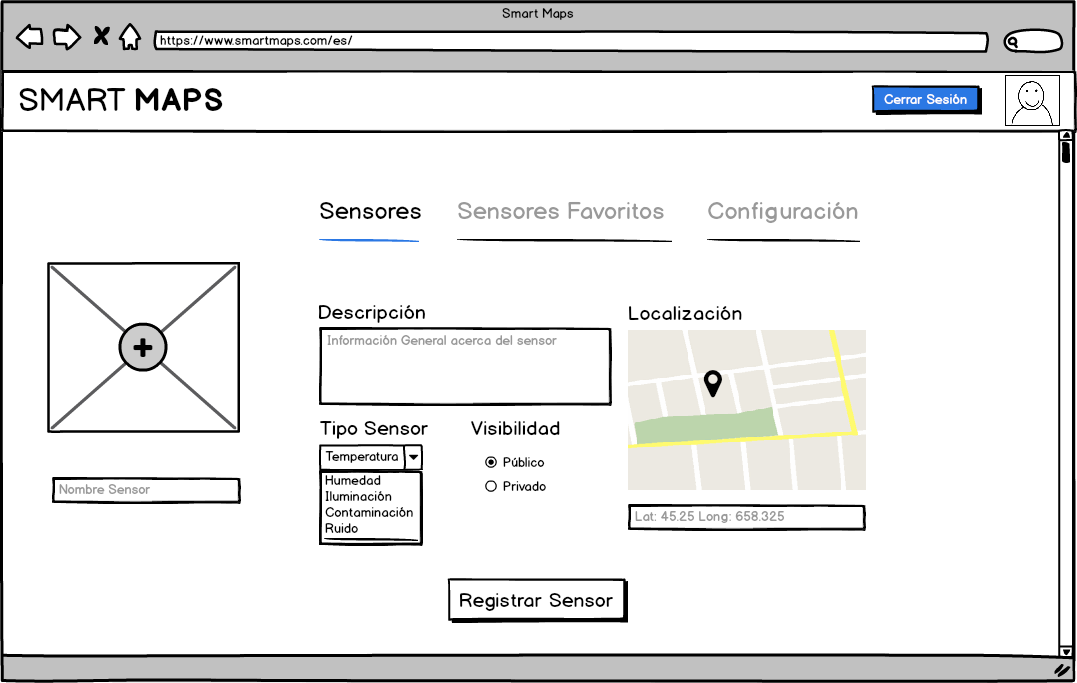 Smart Maps
https://www.smartmaps.com/es/
SMART MAPS
Cerrar Sesión
Sensores
Sensores Favoritos
Configuración
Descripción
Información General acerca del sensor
Localización
Tipo Sensor
Temperatura
Humedad
Iluminación
Contaminación
Ruido
Visibilidad
Público
Privado
Nombre Sensor
Lat: 45.25 Long: 658.325
Registrar Sensor